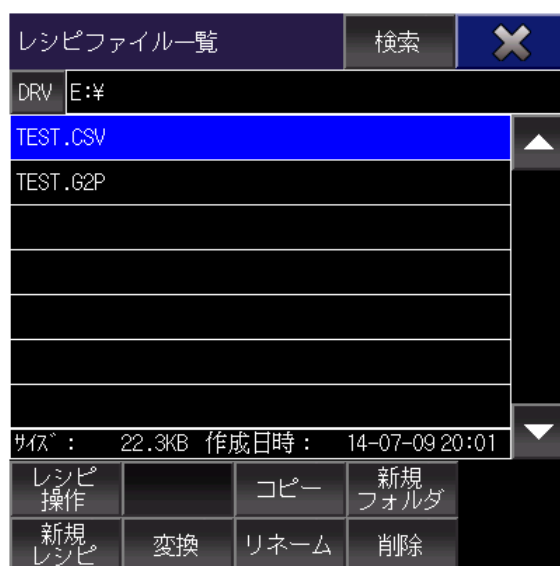 レシピファイル一覧 検索
DRV E:¥
TEST.CSV
TEST.G2P
ｻｲｽﾞ： 22.3KB 作成日時： 14-07-09 20:01
レシピ
操作
コピー
新規
フォルダ
新規
レシピ
変換
リネーム
削除